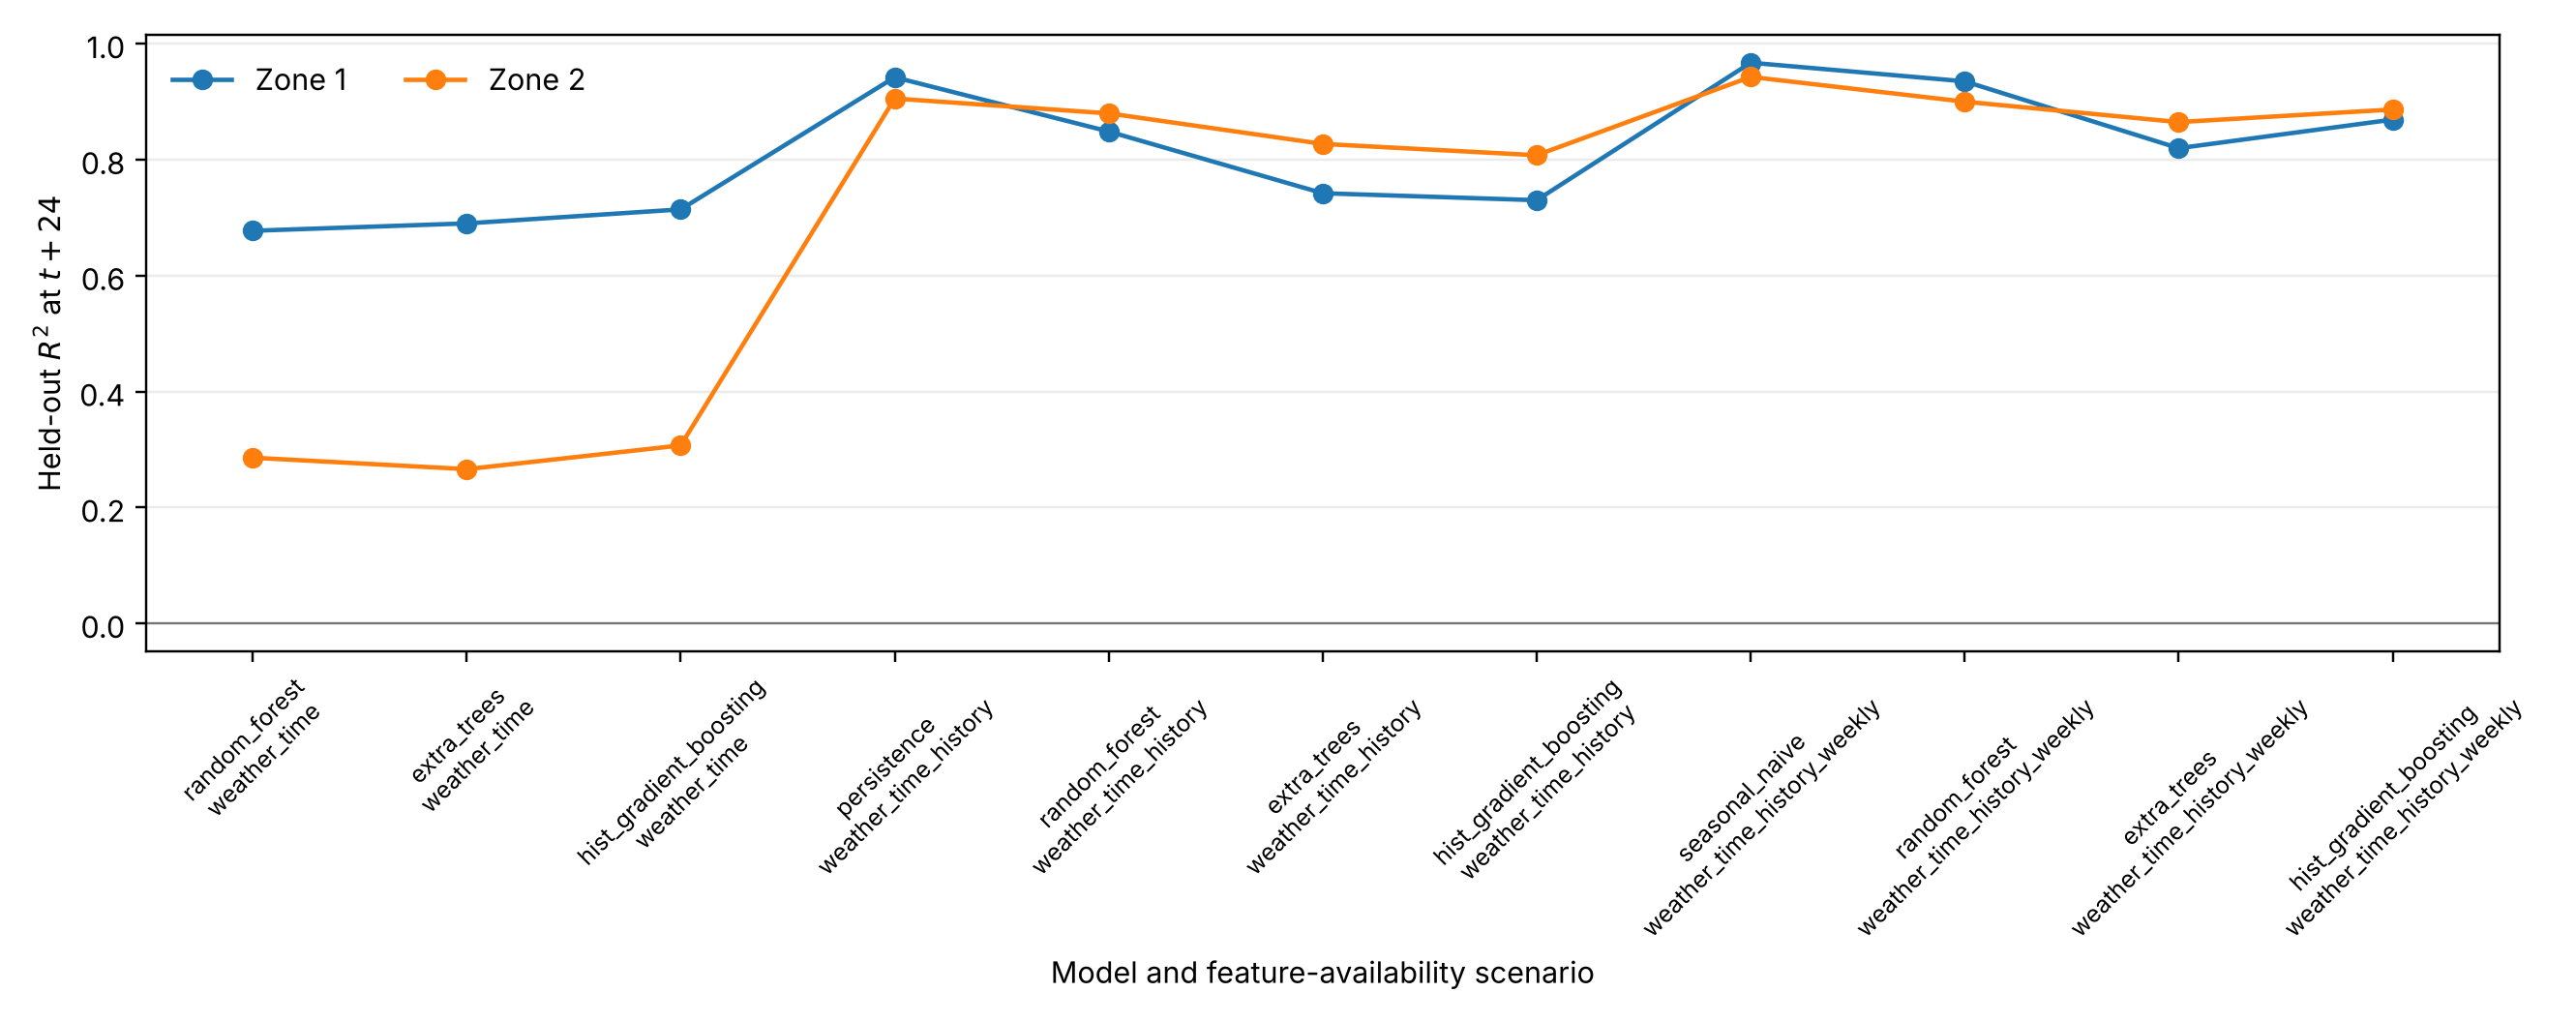 1.0
0.8
0.6
0.4
0.2
0.0
Held-out R² at t + 24
Zone 1
Zone 2
random_forest
weather_time
extra_trees
weather_time
hist_gradient_boosting
weather_time
persistence
weather_time_history
random_forest
weather_time_history
extra_trees
weather_time_history
hist_gradient_boosting
weather_time_history
seasonal_naive
weather_time_history_weekly
random_forest
weather_time_history_weekly
extra_trees
weather_time_history_weekly
hist_gradient_boosting
weather_time_history_weekly
Model and feature-availability scenario